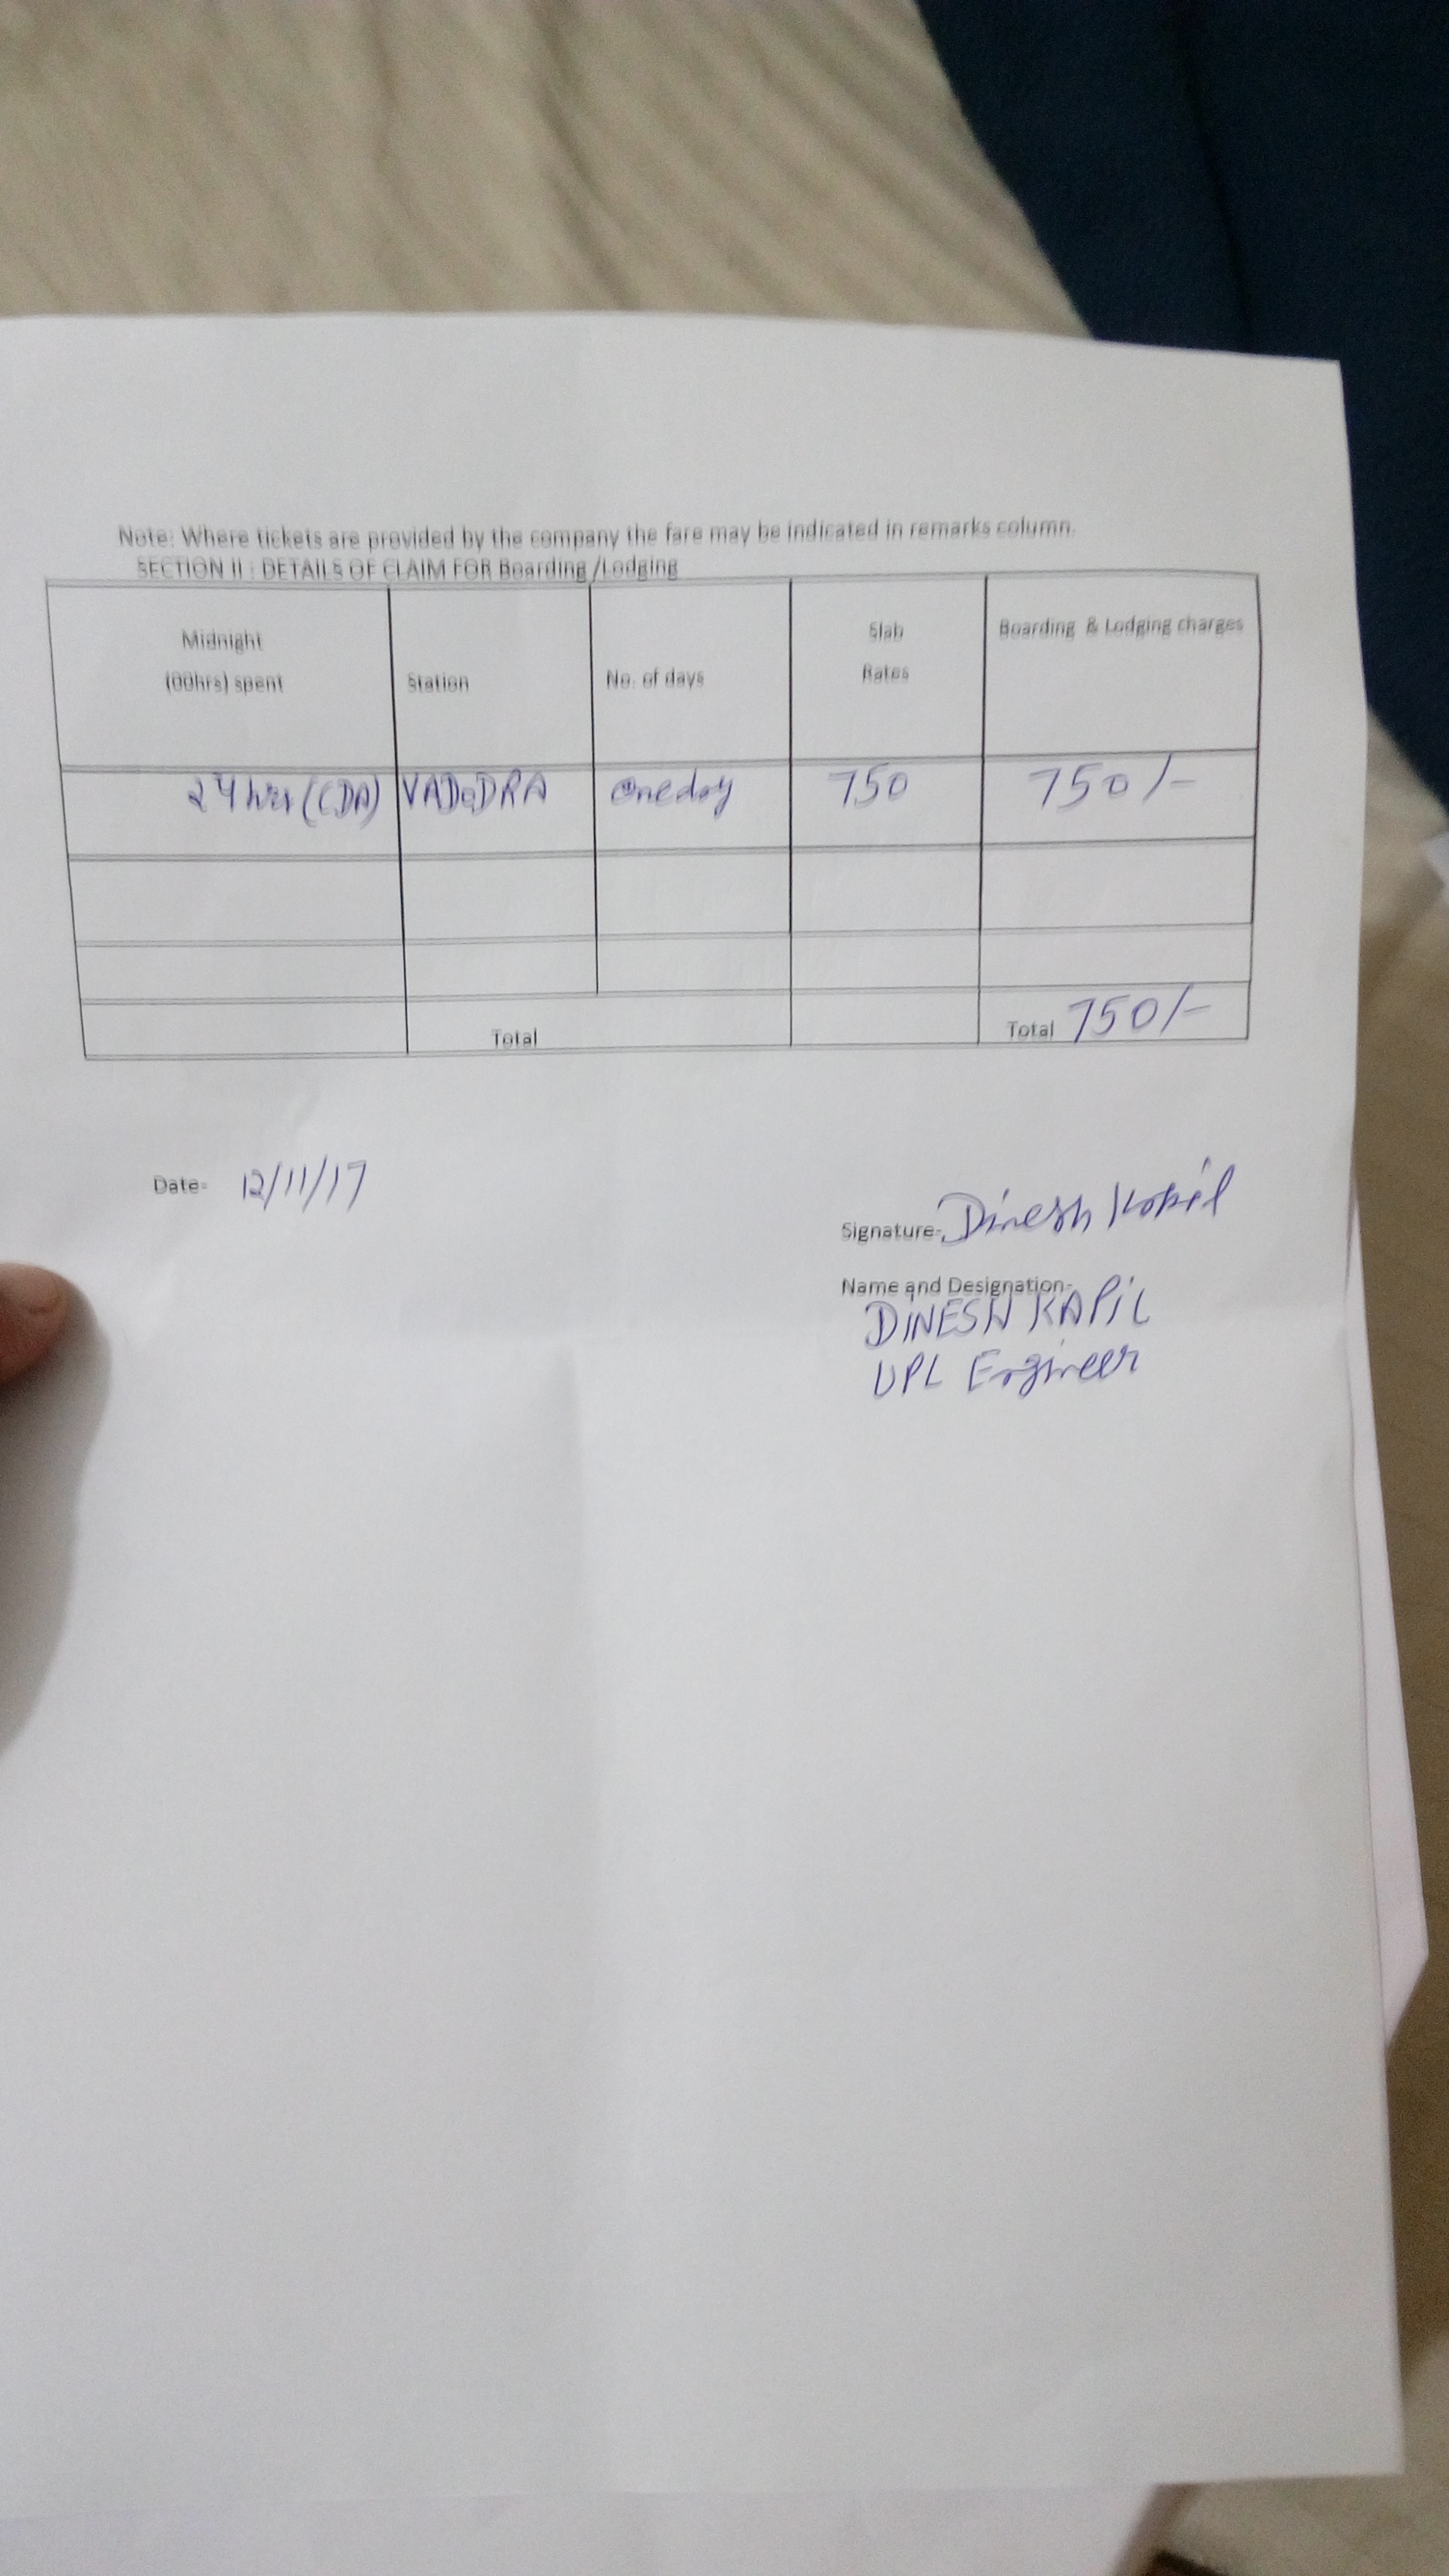 Note: Where tickets are provided by the company the fare may be indicated in remarks column.
SECTION II : DETAILS OF CLAIM FOR Boarding /Lodging
Midnight
(00hrs) spent
Station
No. of days
Slab
Rates
Boarding & Lodging charges
24 hrs (CDA) VADODRA one day 750 750/-
Total
Total 750/-
Date- 12/11/17
Signature- Dinesh Kapil
Name and Designation-
DINESH KAPIL
UPL Engineer